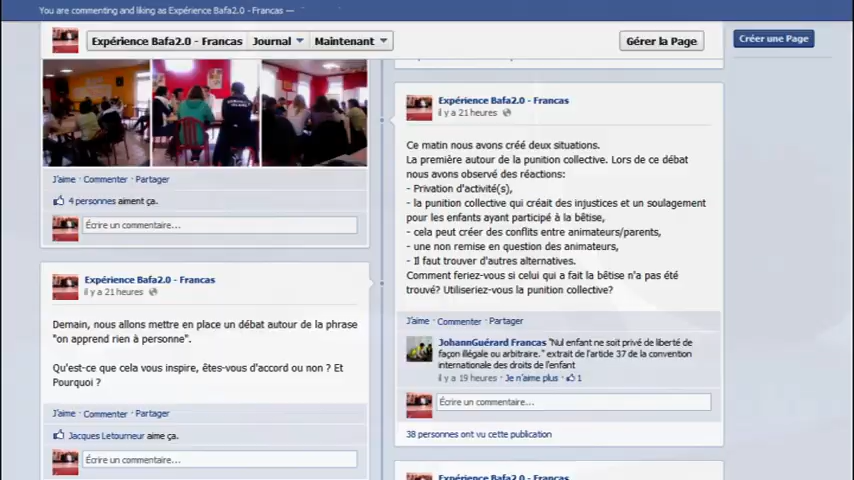 You are commenting and liking as Expérience Bafa2.0 - Francas —
Expérience Bafa2.0 - Francas
Journal
Maintenant
Gérer la Page
Créer une Page
J'aime · Commenter · Partager
4 personnes aiment ça.
Écrire un commentaire...
Expérience Bafa2.0 - Francas
il y a 21 heures
Demain, nous allons mettre en place un débat autour de la phrase
"on apprend rien à personne".
Qu'est-ce que cela vous inspire, êtes-vous d'accord ou non ? Et
Pourquoi ?
J'aime · Commenter · Partager
Jacques Letourneur aime ça.
Écrire un commentaire...
Expérience Bafa2.0 - Francas
il y a 21 heures
Ce matin nous avons créé deux situations.
La première autour de la punition collective. Lors de ce débat
nous avons observé des réactions:
- Privation d'activité(s),
- la punition collective qui créait des injustices et un soulagement
pour les enfants ayant participé à la bêtise,
- cela peut créer des conflits entre animateurs/parents,
- une non remise en question des animateurs,
- Il faut trouver d'autres alternatives.
Comment feriez-vous si celui qui a fait la bêtise n'a pas été
trouvé? Utiliseriez-vous la punition collective?
J'aime · Commenter · Partager
JohannGuérard Francas "Nul enfant ne soit privé de liberté de
façon illégale ou arbitraire." extrait de l'article 37 de la convention
internationale des droits de l'enfant
il y a 19 heures · Je n'aime plus · 1
Écrire un commentaire...
38 personnes ont vu cette publication
Expérience Bafa2.0 - Francas